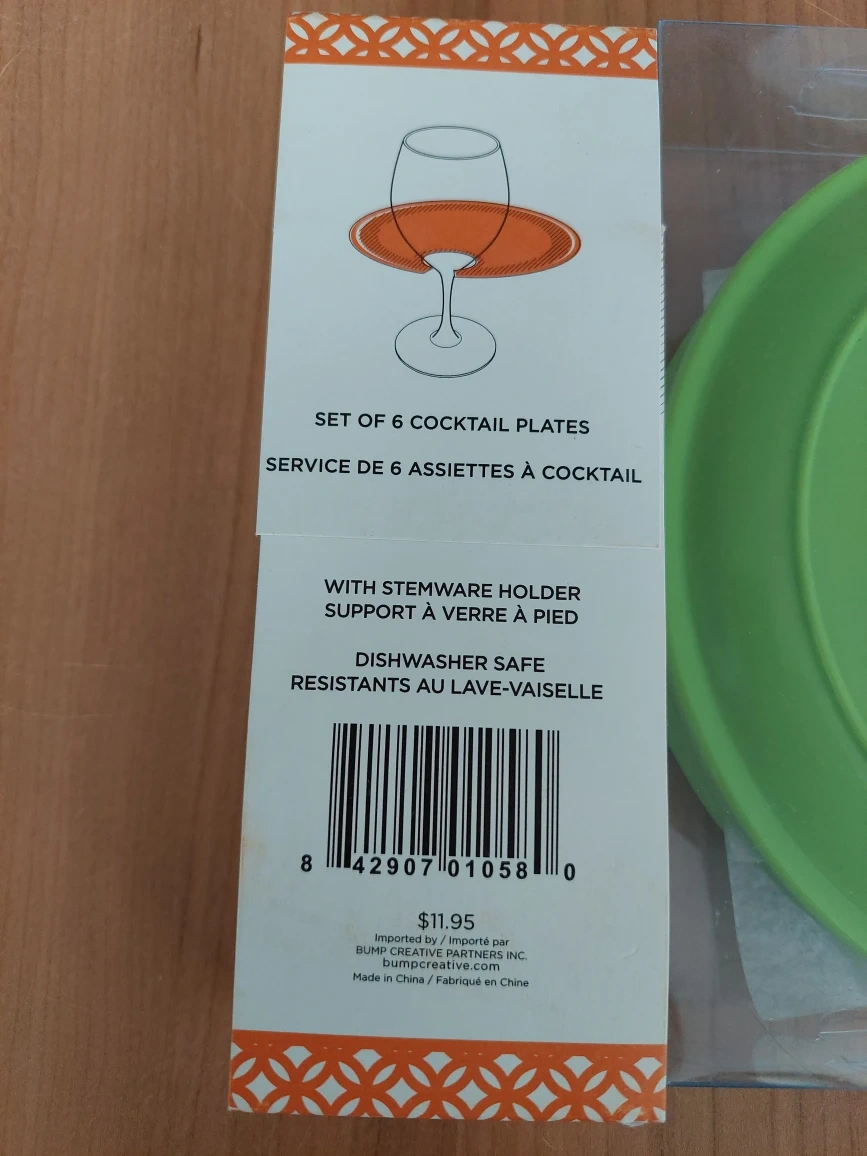 SET OF 6 COCKTAIL PLATES
SERVICE DE 6 ASSIETTES À COCKTAIL
WITH STEMWARE HOLDER
SUPPORT À VERRE À PIED
DISHWASHER SAFE
RESISTANTS AU LAVE-VAISELLE
8 42907 01058 0
$11.95
Imported by / Importé par
BUMP CREATIVE PARTNERS INC.
bumpcreative.com
Made in China / Fabriqué en Chine